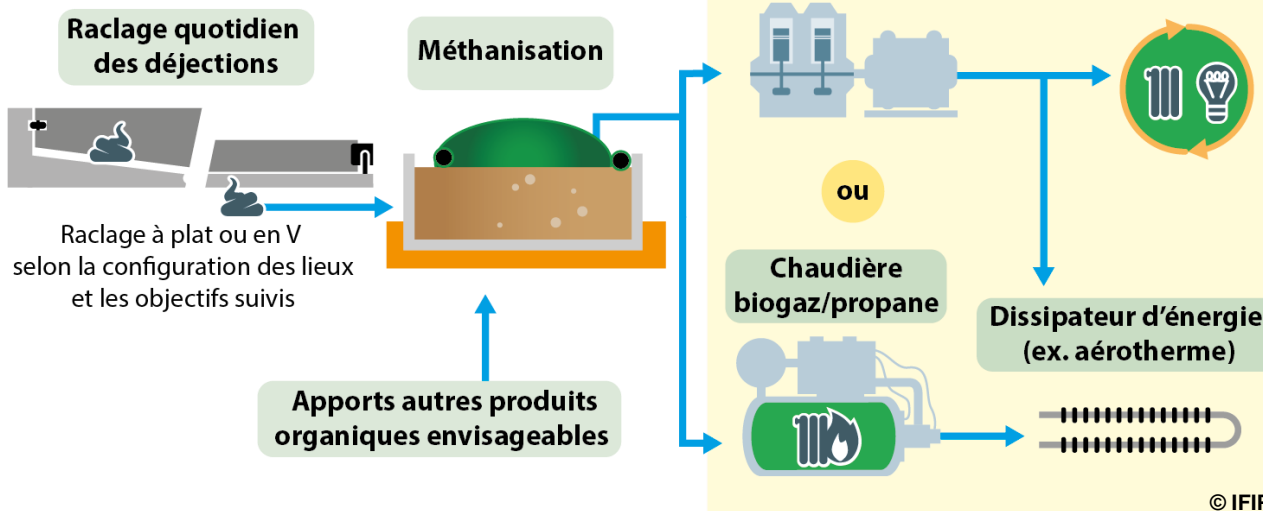 Raclage quotidien
des déjections
Méthanisation
Raclage à plat ou en V
selon la configuration des lieux
et les objectifs suivis
Apports autres produits
organiques envisageables
ou
Chaudière
biogaz/propane
Dissipateur d'énergie
(ex. aérotherme)
© IFIP